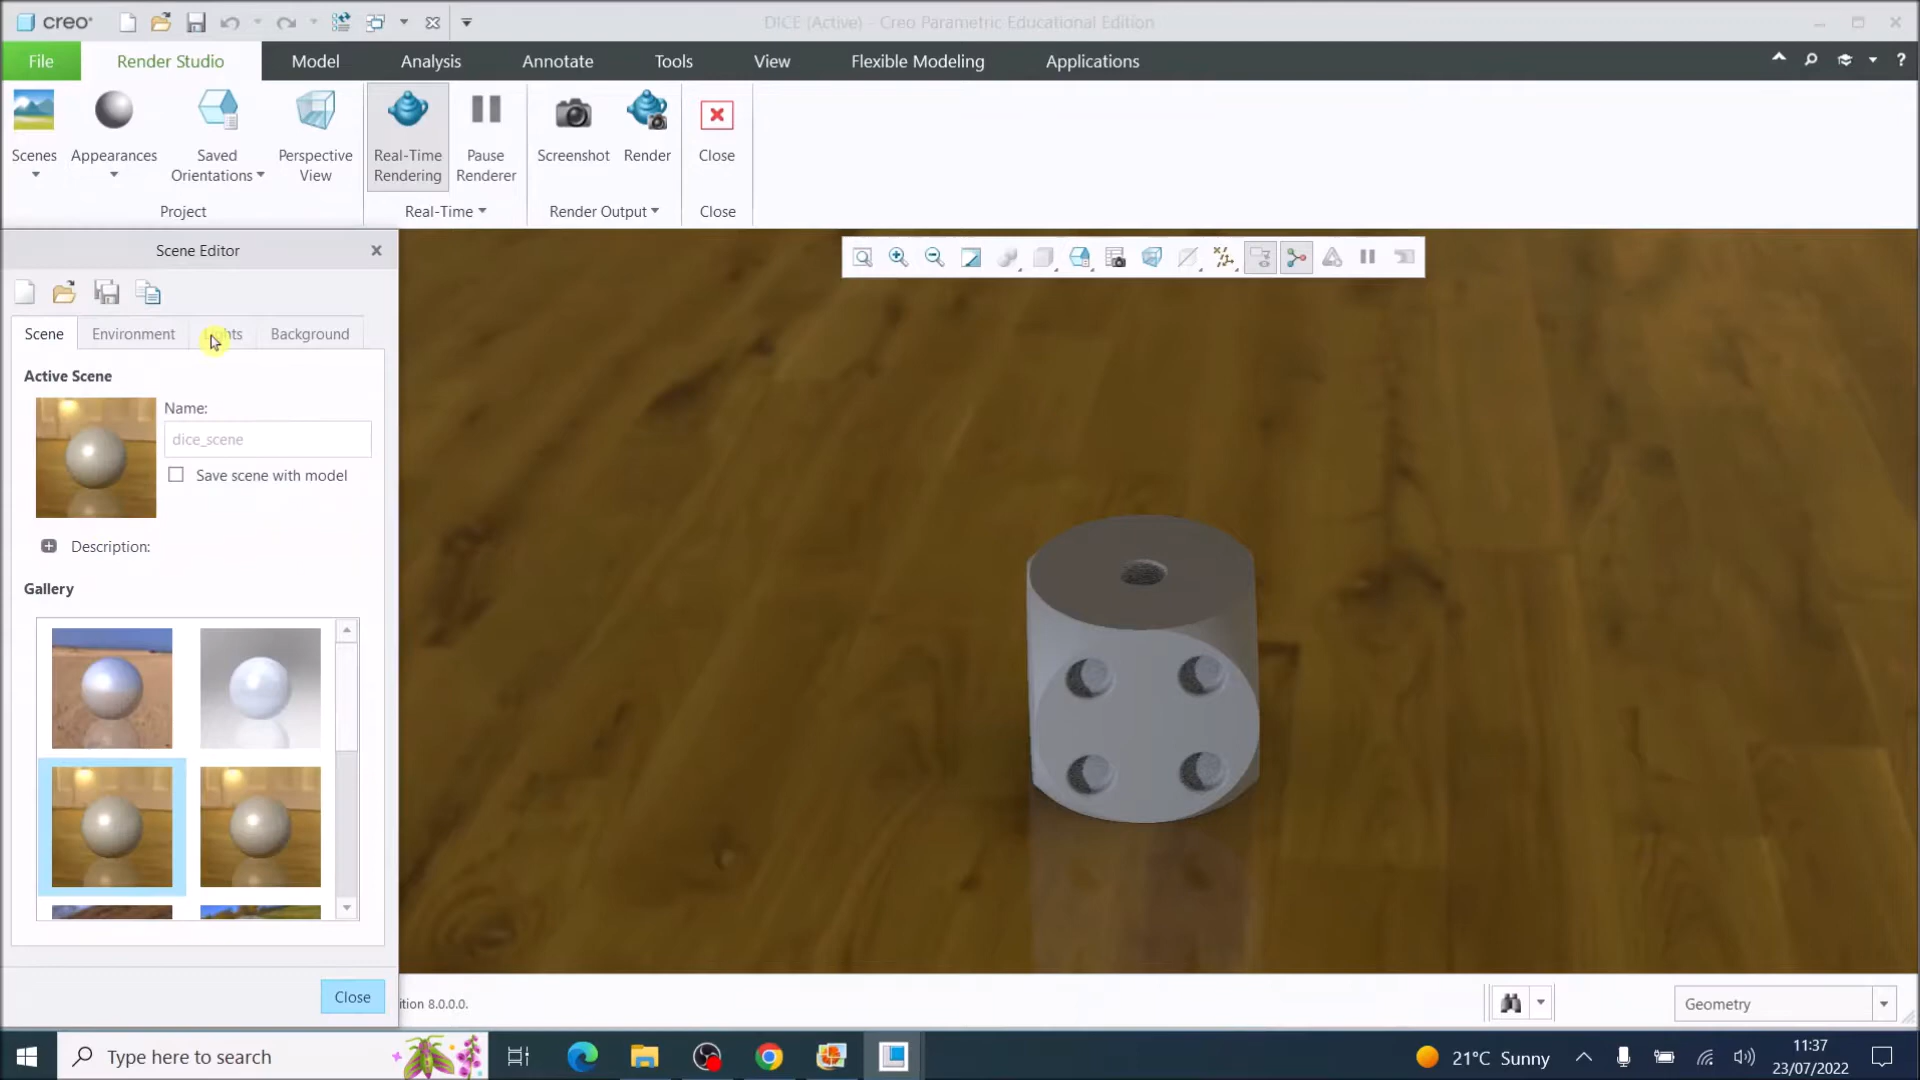 creo
DICE (Active) - Creo Parametric Educational Edition
File
Render Studio
Model
Analysis
Annotate
Tools
View
Flexible Modeling
Applications
?
Scenes
Appearances
Saved Orientations
Perspective View
Real-Time Rendering
Pause Renderer
Screenshot
Render
Close
Project
Real-Time
Render Output
Close
Scene Editor
Scene
Environment
Lights
Background
Active Scene
Name:
dice_scene
Save scene with model
Description:
Gallery
Close
ition 8.0.0.0.
Geometry
Type here to search
21°C Sunny
11:37
23/07/2022